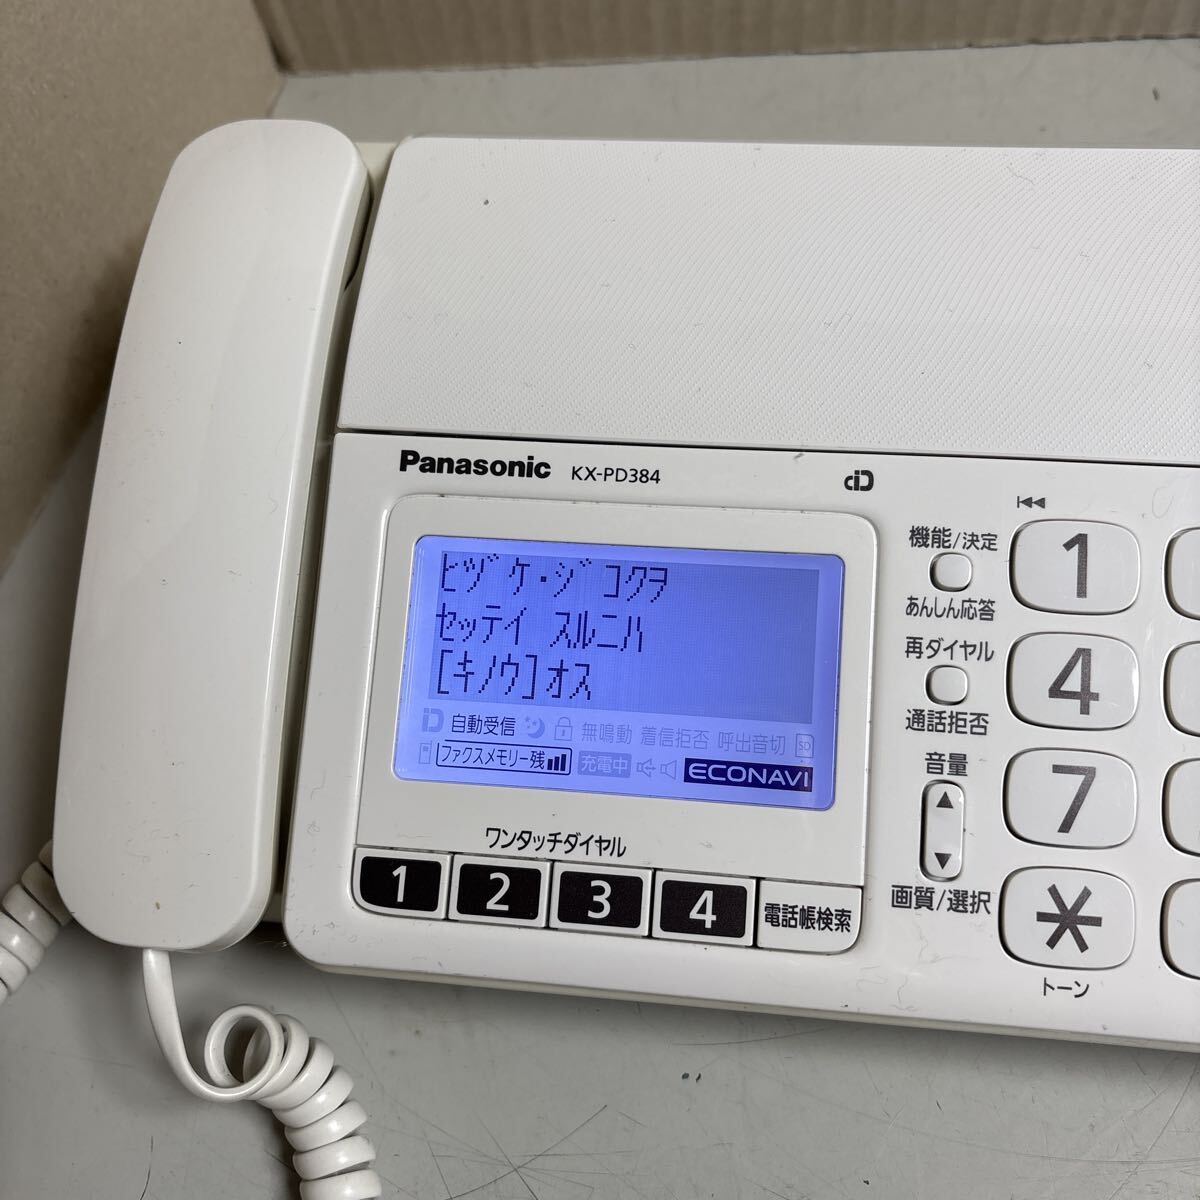 Panasonic KX-PD384
ヒヅケ・ジコクヲ
セッテイ スルニハ
[キノウ]オス
iD 自動受信 無鳴動 着信拒否 呼出音切 SD
ファクスメモリー残 充電中 ECONAVI
ワンタッチダイヤル
1 2 3 4 電話帳検索
機能/決定
あんしん応答
再ダイヤル
通話拒否
音量
画質/選択
1
4
7
*
トーン